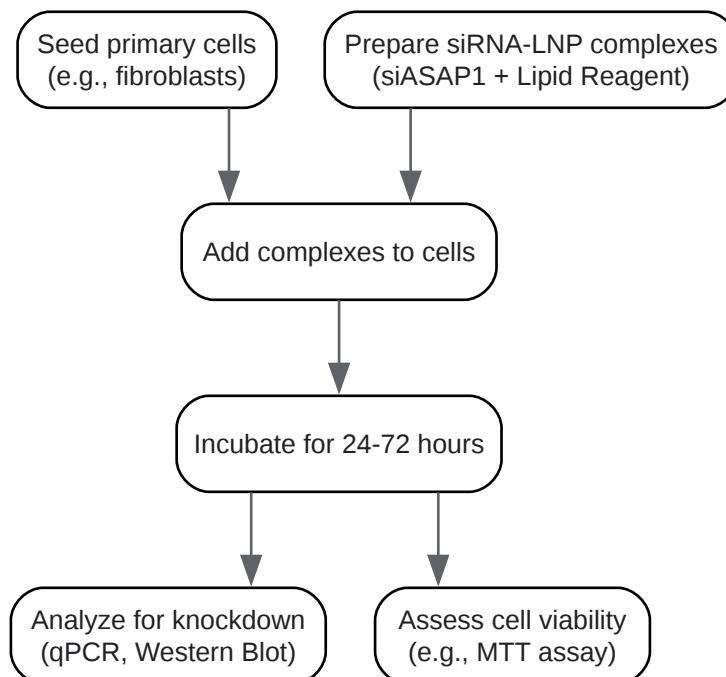 Seed primary cells
(e.g., fibroblasts)
Prepare siRNA-LNP complexes
(siASAP1 + Lipid Reagent)
Add complexes to cells
Incubate for 24-72 hours
Analyze for knockdown
(qPCR, Western Blot)
Assess cell viability
(e.g., MTT assay)